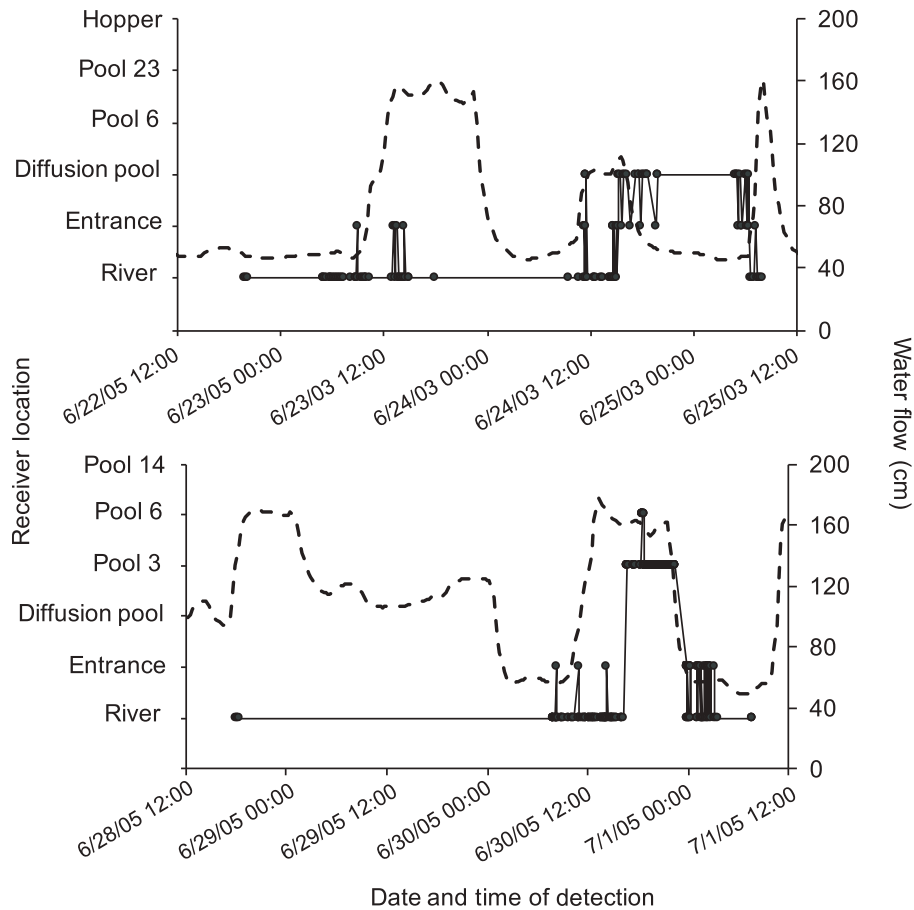 Hopper
Pool 23
Pool 6
Diffusion pool
Entrance
River
200
160
120
80
40
0
6/22/05 12:00
6/23/05 00:00
6/23/03 12:00
6/24/03 00:00
6/24/03 12:00
6/25/03 00:00
6/25/03 12:00
Receiver location
Water flow (cm)
Pool 14
Pool 6
Pool 3
Diffusion pool
Entrance
River
200
160
120
80
40
0
6/28/05 12:00
6/29/05 00:00
6/29/05 12:00
6/30/05 00:00
6/30/05 12:00
7/1/05 00:00
7/1/05 12:00
Date and time of detection